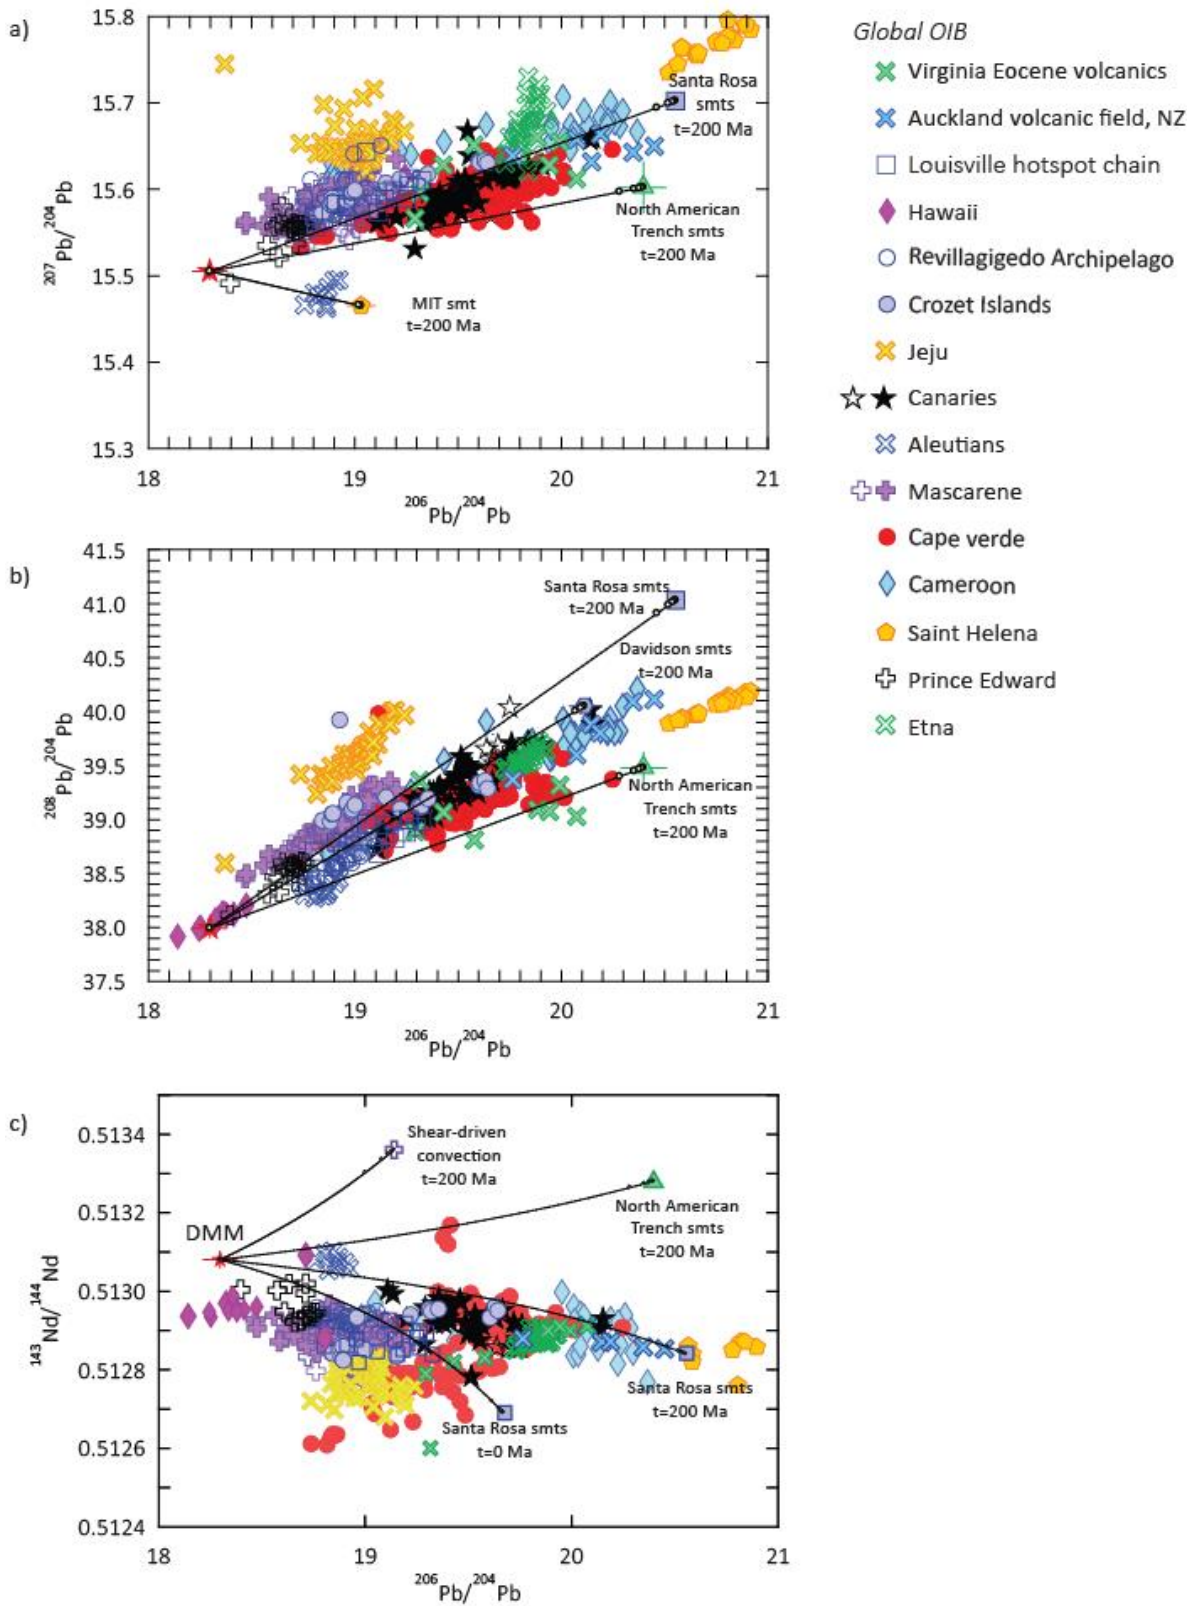 a)
15.8
15.7
15.6
15.5
15.4
15.3
²⁰⁷Pb/²⁰⁴Pb
Santa Rosa
smts
t=200 Ma
North American
Trench smts
t=200 Ma
MIT smt
t=200 Ma
18
19
20
21
²⁰⁶Pb/²⁰⁴Pb
Global OIB
Virginia Eocene volcanics
Auckland volcanic field, NZ
Louisville hotspot chain
Hawaii
Revillagigedo Archipelago
Crozet Islands
Jeju
Canaries
Aleutians
Mascarene
Cape verde
Cameroon
Saint Helena
Prince Edward
Etna
b)
41.5
41.0
40.5
40.0
39.5
39.0
38.5
38.0
37.5
²⁰⁸Pb/²⁰⁴Pb
Santa Rosa smts
t=200 Ma
Davidson smts
t=200 Ma
North American
Trench smts
t=200 Ma
18
19
20
21
²⁰⁶Pb/²⁰⁴Pb
c)
0.5134
0.5132
0.5130
0.5128
0.5126
0.5124
¹⁴³Nd/¹⁴⁴Nd
Shear-driven
convection
t=200 Ma
DMM
North American
Trench smts
t=200 Ma
Santa Rosa smts
t=200 Ma
Santa Rosa smts
t=0 Ma
18
19
20
21
²⁰⁶Pb/²⁰⁴Pb